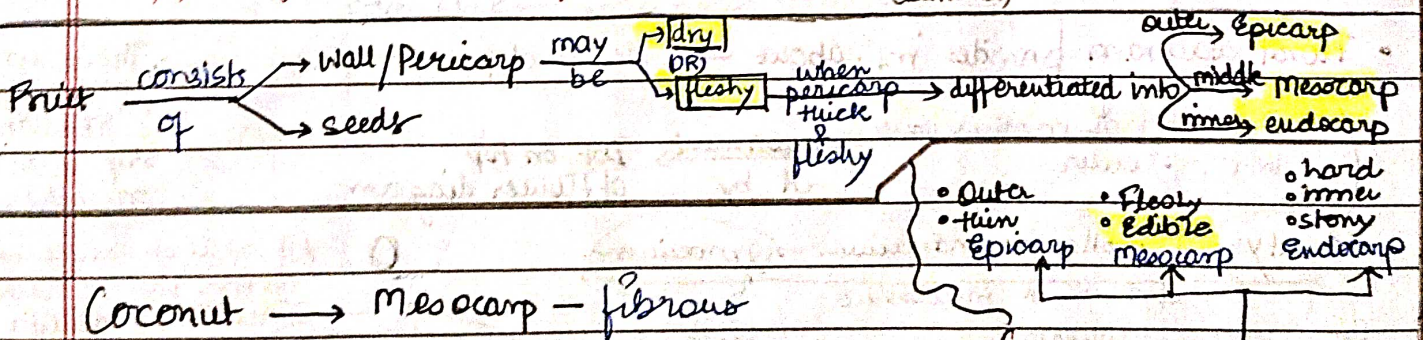 Fruit consists of → Wall/Pericarp may be → dry
OR)
→ fleshy when pericarp thick & fleshy → differentiated into
outer → Epicarp
middle → Mesocarp
inner → endocarp
→ seeds
• Outer
• thin
Epicarp
• Fleshy
• Edible
Mesocarp
• hard
• inner
• stony
Endocarp
Coconut → Mesocarp - fibrous